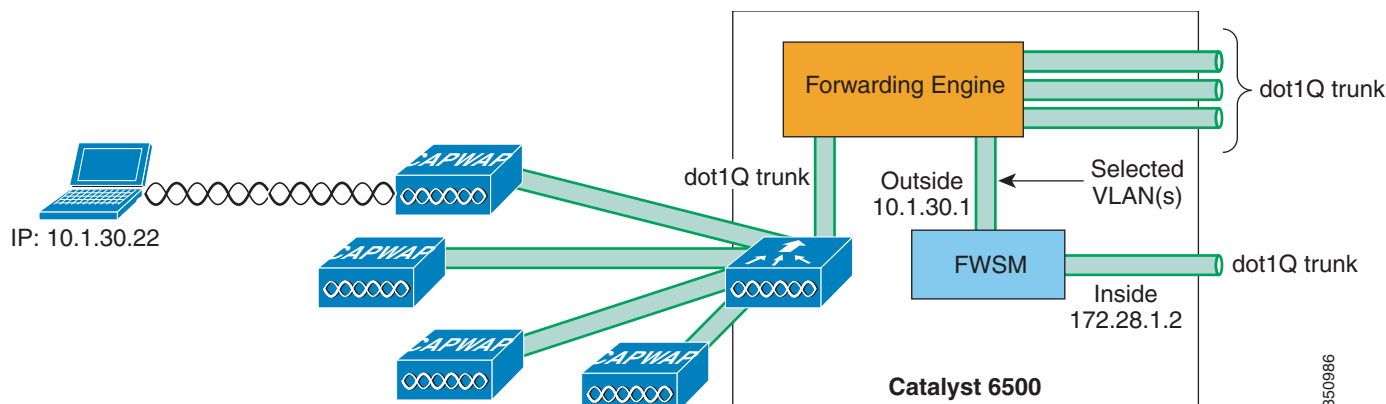 Forwarding Engine
dot1Q trunk
CAPWAP
dot1Q trunk
Outside
10.1.30.1
Selected
VLAN(s)
IP: 10.1.30.22
CAPWAP
FWSM
dot1Q trunk
Inside
172.28.1.2
CAPWAP
CAPWAP
Catalyst 6500
350986